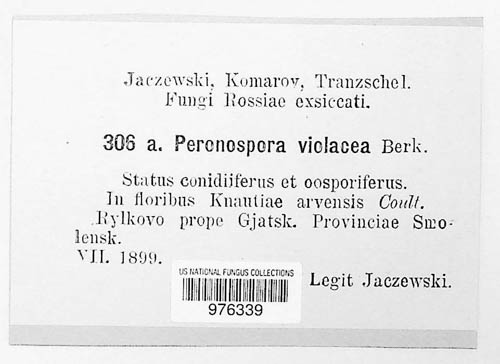 Jaczewski, Komarov, Tranzschel.
Fungi Rossiae exsiccati.
306 a. Peronospora violacea Berk.
Status conidiiferus et oosporiferus.
In floribus Knautiae arvensis Coult.
Rylkovo prope Gjatsk. Provinciae Smo-
lensk.
VII. 1899.
Legit Jaczewski.
US NATIONAL FUNGUS COLLECTIONS
976339